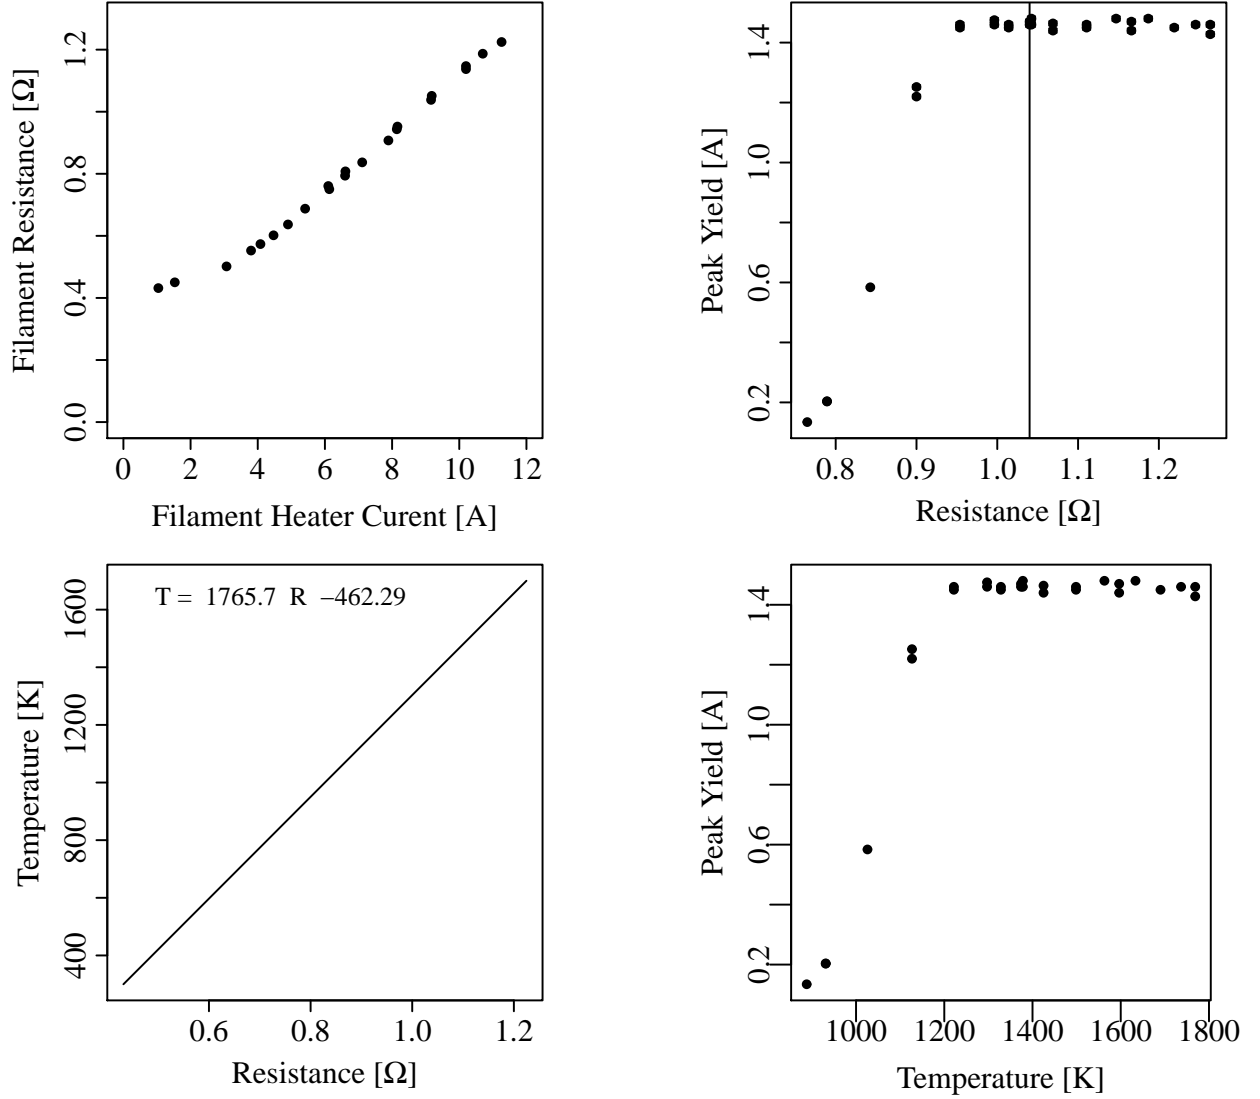 Filament Resistance [Ω]
1.2
0.8
0.4
0.0
0 2 4 6 8 10 12
Filament Heater Curent [A]
Peak Yield [A]
1.4
1.0
0.6
0.2
0.8 0.9 1.0 1.1 1.2
Resistance [Ω]
Temperature [K]
1600
1200
800
400
T = 1765.7 R −462.29
0.6 0.8 1.0 1.2
Resistance [Ω]
Peak Yield [A]
1.4
1.0
0.6
0.2
1000 1200 1400 1600 1800
Temperature [K]